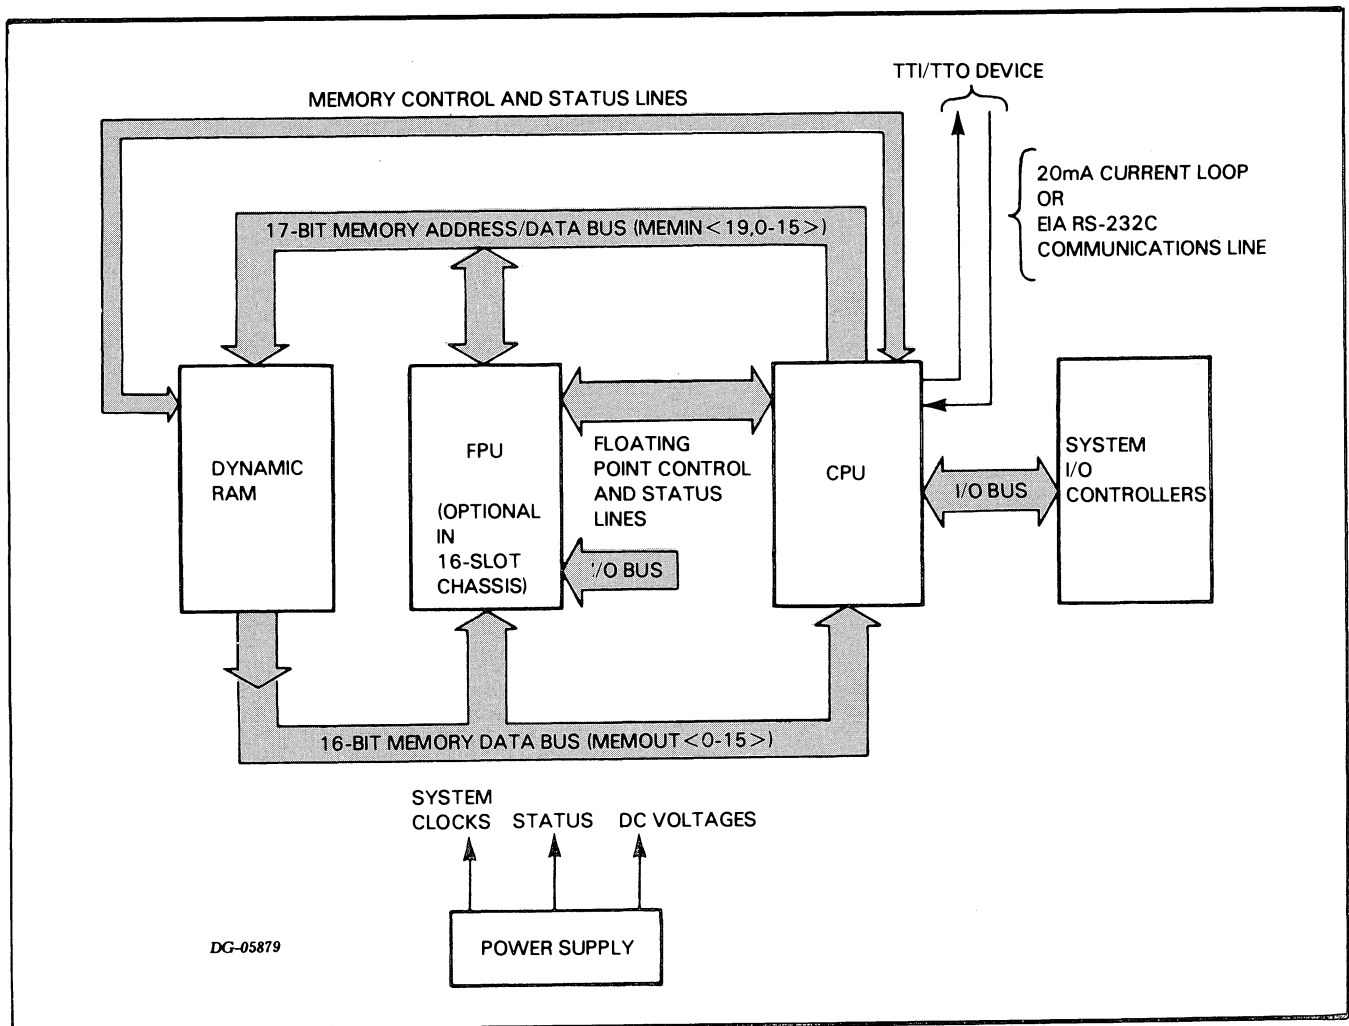 TTI/TTO DEVICE
MEMORY CONTROL AND STATUS LINES
20mA CURRENT LOOP
OR
EIA RS-232C
COMMUNICATIONS LINE
17-BIT MEMORY ADDRESS/DATA BUS (MEMIN<19,0-15>)
DYNAMIC
RAM
FPU
(OPTIONAL
IN
16-SLOT
CHASSIS)
FLOATING
POINT CONTROL
AND STATUS
LINES
I/O BUS
CPU
I/O BUS
SYSTEM
I/O
CONTROLLERS
16-BIT MEMORY DATA BUS (MEMOUT<0-15>)
SYSTEM
CLOCKS
STATUS
DC VOLTAGES
POWER SUPPLY
DG-05879